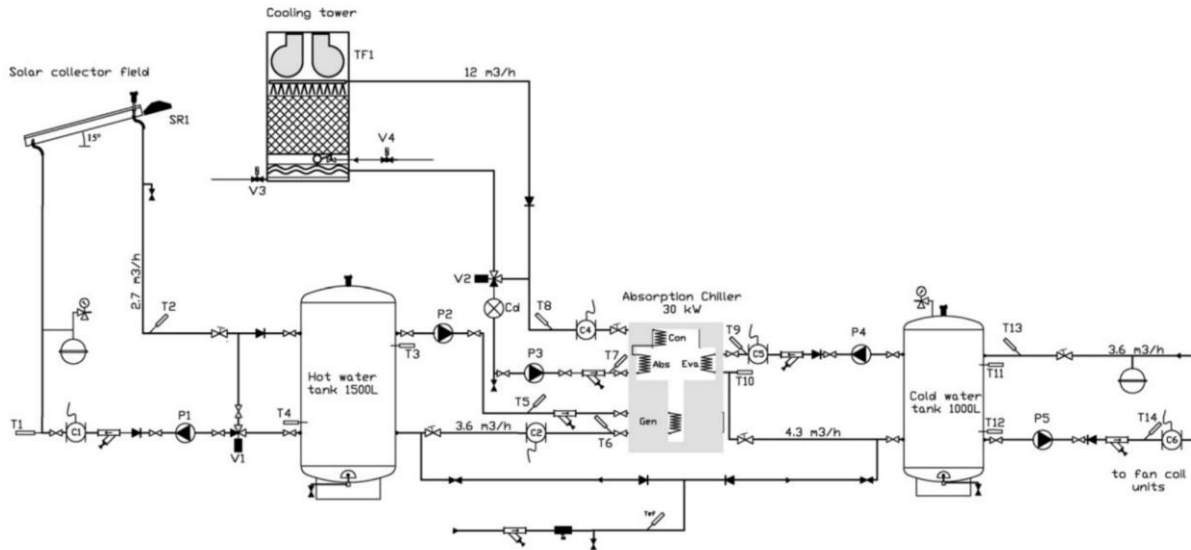 Cooling tower
TF1
Solar collector field
12 m3/h
SR1
15°
V4
V3
2.7 m3/h
V2
T2
Cd
T8
Absorption Chiller
30 kW
C4
P2
T3
P3
T7
Con
Abs
Eva
T9
C5
P4
T10
T13
3.6 m3/h
T11
Hot water
tank 1500L
Cold water
tank 1000L
T1
C1
P1
T4
V1
T5
3.6 m3/h
C2
T6
Gen
4.3 m3/h
T12
P5
T14
C6
to fan coil
units
Tef